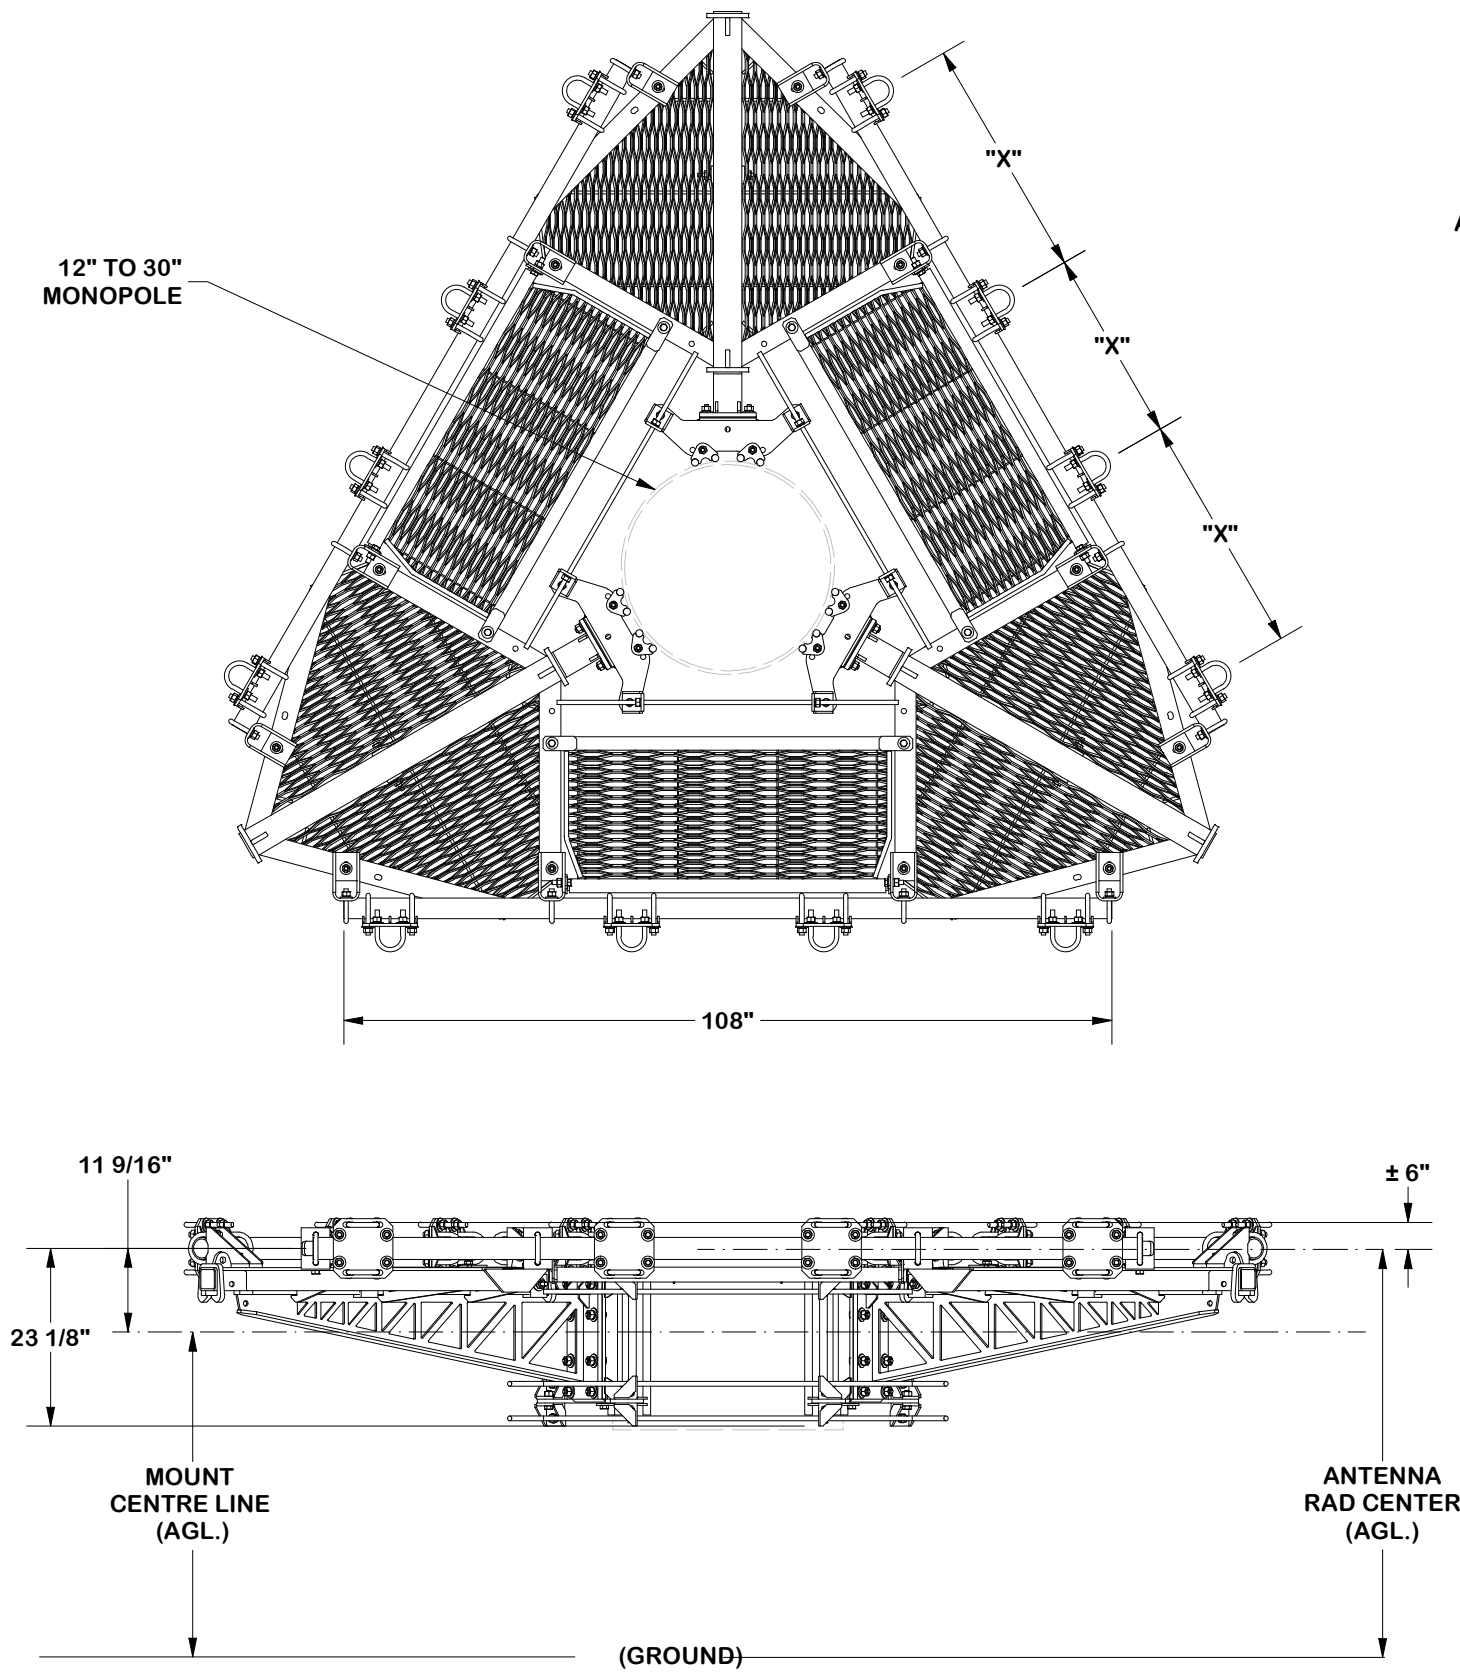 "X"
12" TO 30"
MONOPOLE
"X"
"X"
108"
11 9/16"
± 6"
23 1/8"
MOUNT
CENTRE LINE
(AGL.)
ANTENNA
RAD CENTER
(AGL.)
(GROUND)